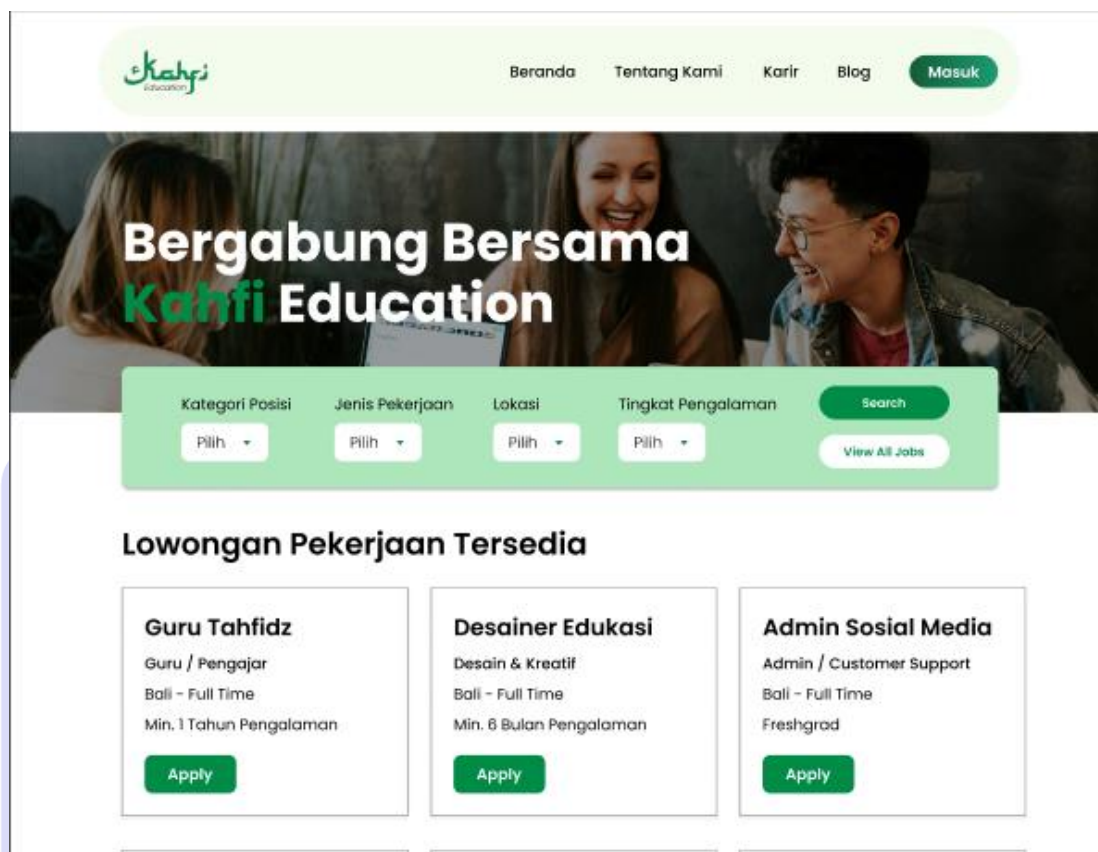 Kahfi
Education
Beranda Tentang Kami Karir Blog Masuk
Bergabung Bersama
Kahfi Education
Kategori Posisi Jenis Pekerjaan Lokasi Tingkat Pengalaman Search
Pilih Pilih Pilih Pilih View All Jobs
Lowongan Pekerjaan Tersedia
Guru Tahfidz
Guru / Pengajar
Bali - Full Time
Min. 1 Tahun Pengalaman
Apply
Desainer Edukasi
Desain & Kreatif
Bali - Full Time
Min. 6 Bulan Pengalaman
Apply
Admin Sosial Media
Admin / Customer Support
Bali - Full Time
Freshgrad
Apply